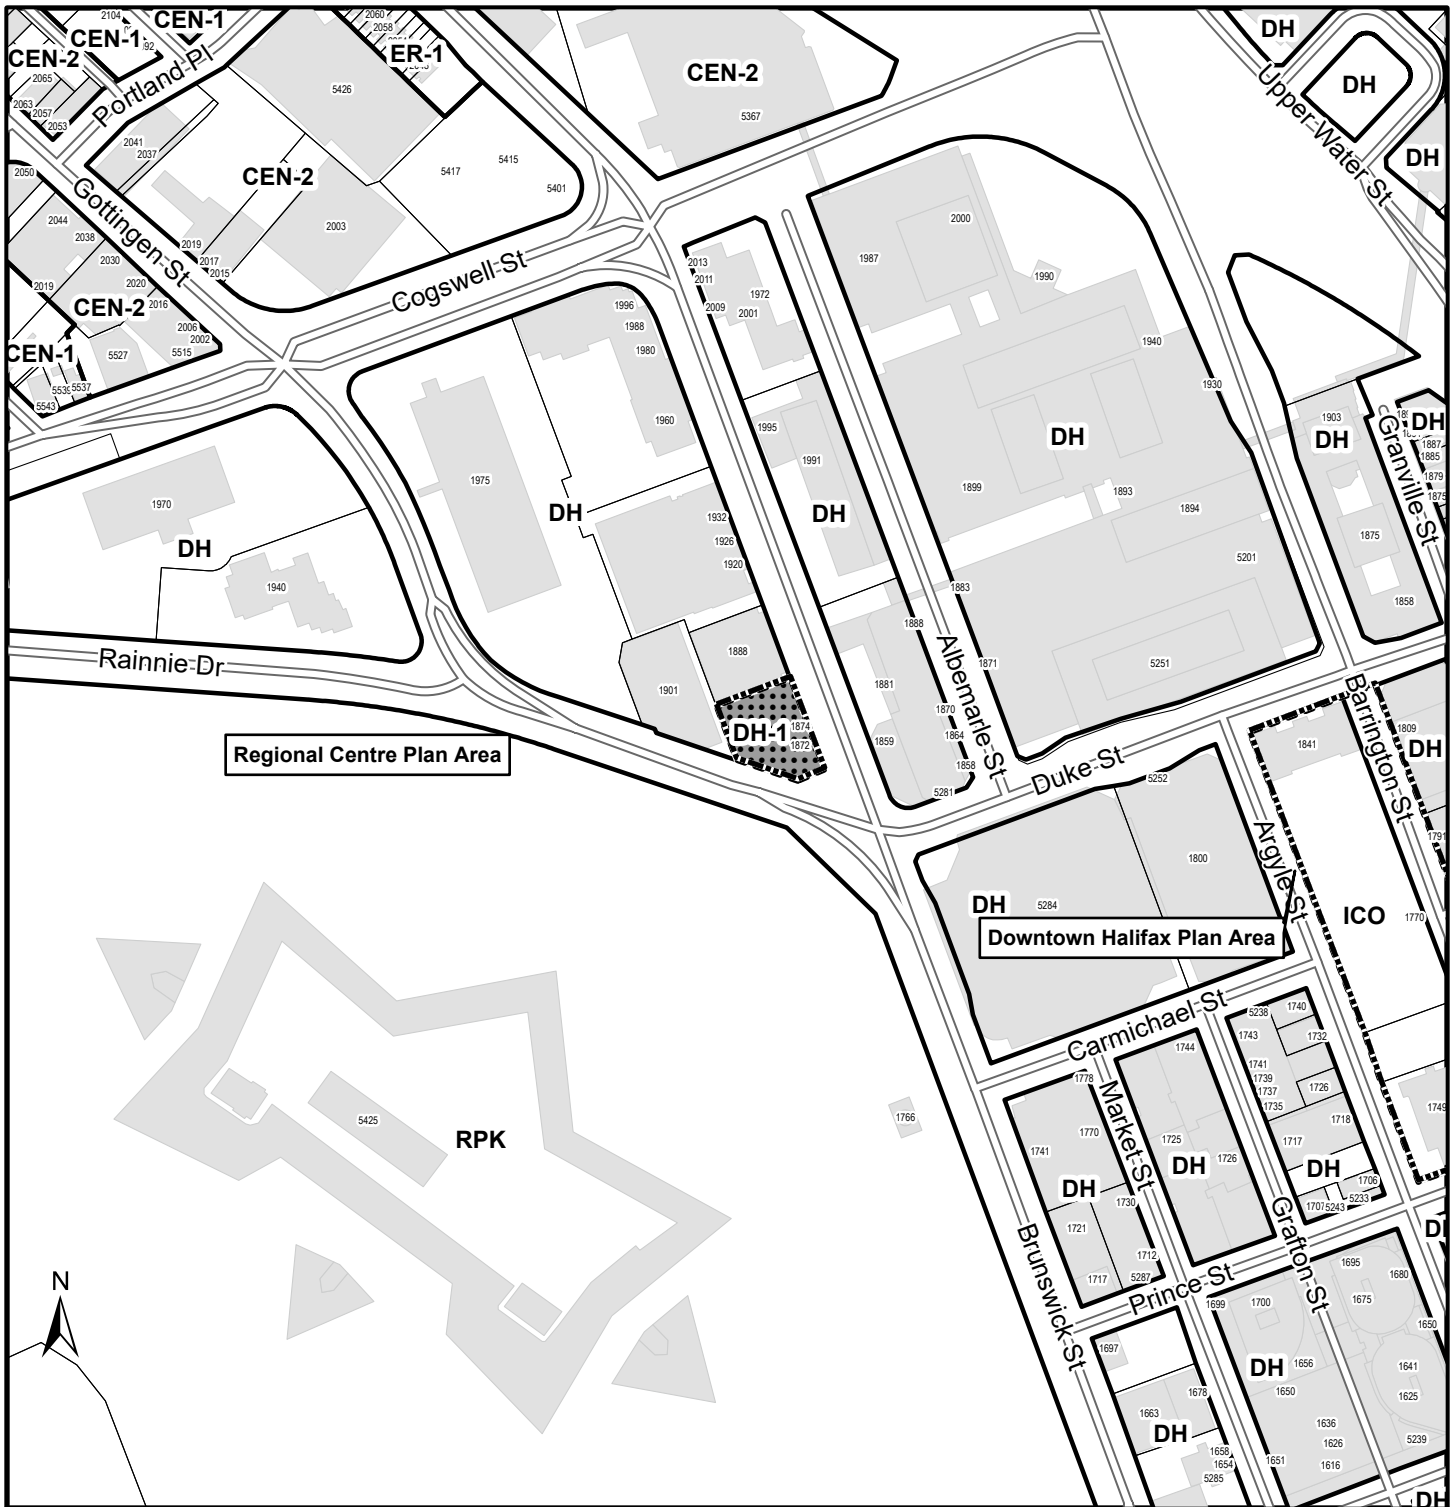 2104
CEN-1
2060
2058
DH
CEN-1
ER-1
CEN-2
CEN-2
2065
Portland Pl
5426
DH
2063
2057
2053
5367
Upper Water St
2041
2037
5415
DH
2050
CEN-2
5417
5401
Gottingen St
2044
2038
2003
2000
2019
2030
2017
2015
1987
2013
2011
1990
2019
2020
Cogswell St
CEN-2
2016
1972
2009
2001
1996
2006
2002
1988
1980
1940
CEN-1
5527
5515
5539
5537
5543
1930
1960
1995
1903
DH
DH
DH
Granville St
1887
1885
1991
1879
1875
1975
1899
1893
1894
1970
DH
1932
DH
1926
1875
DH
1920
5201
1940
1883
1858
1888
Albemarle St
Rainnie Dr
1888
1871
5251
1901
1881
Barrington St
DH-1
1874
1872
1870
1864
1859
1858
1809
DH
1841
Regional Centre Plan Area
Duke St
5252
5281
1791
Argyle St
1800
DH
5284
ICO
1770
Downtown Halifax Plan Area
Carmichael St
5238
1740
1743
1732
1744
1778
Market St
1741
1739
1737
1735
1726
1749
1766
5425
RPK
1770
1718
1741
1725
1717
1726
DH
DH
DH
1706
1730
1707
5243
5233
Grafton St
1721
Brunswick St
1712
1717
5287
1695
1680
Prince St
N
1699
1700
1675
1650
1697
DH
1656
1641
1678
1650
1625
1663
DH
1636
1626
5239
1658
1654
1651
1616
5285
DH